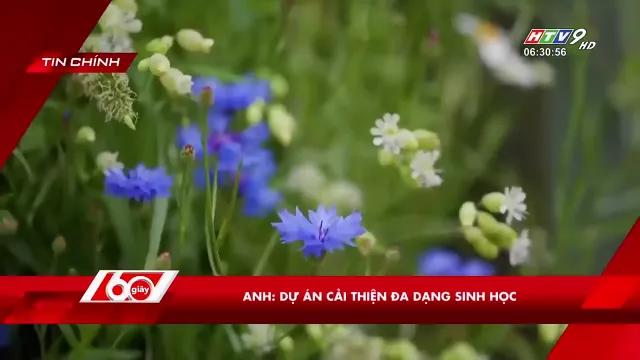 HTV9 HD
06:30:56
TIN CHÍNH
60 giây
ANH: DỰ ÁN CẢI THIỆN ĐA DẠNG SINH HỌC